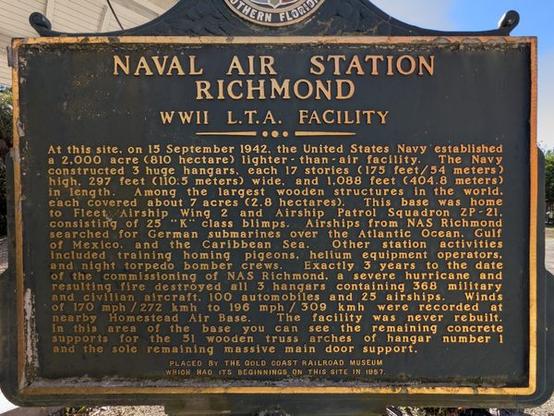 OUTHERN FLORID
NAVAL AIR STATION
RICHMOND
WWII L.T.A. FACILITY
At this site, on 15 September 1942, the United States Navy established
a 2,000 acre (810 hectare) lighter-than-air facility. The Navy
constructed 3 huge hangars, each 17 stories (175 feet/54 meters)
high, 297 feet (110.5 meters) wide, and 1,088 feet (404.8 meters)
in length. Among the largest wooden structures in the world,
each covered about 7 acres (2.8 hectares). This base was home
to Fleet Airship Wing 2 and Airship Patrol Squadron ZP-21,
consisting of 25 "K" class blimps. Airships from NAS Richmond
searched for German submarines over the Atlantic Ocean, Gulf
of Mexico, and the Caribbean Sea. Other station activities
included training homing pigeons, helium equipment operators,
and night torpedo bomber crews. Exactly 3 years to the date
of the commissioning of NAS Richmond, a severe hurricane and
resulting fire destroyed all 3 hangars containing 368 military
and civilian aircraft, 100 automobiles and 25 airships. Winds
of 170 mph/272 kmh to 196 mph/309 kmh were recorded at
nearby Homestead Air Base. The facility was never rebuilt.
In this area of the base you can see the remaining concrete
supports for the 51 wooden truss arches of hangar number 1
and the sole remaining massive main door support.
PLACED BY THE GOLD COAST RAILROAD MUSEUM
WHICH HAD ITS BEGINNINGS ON THIS SITE IN 1957.